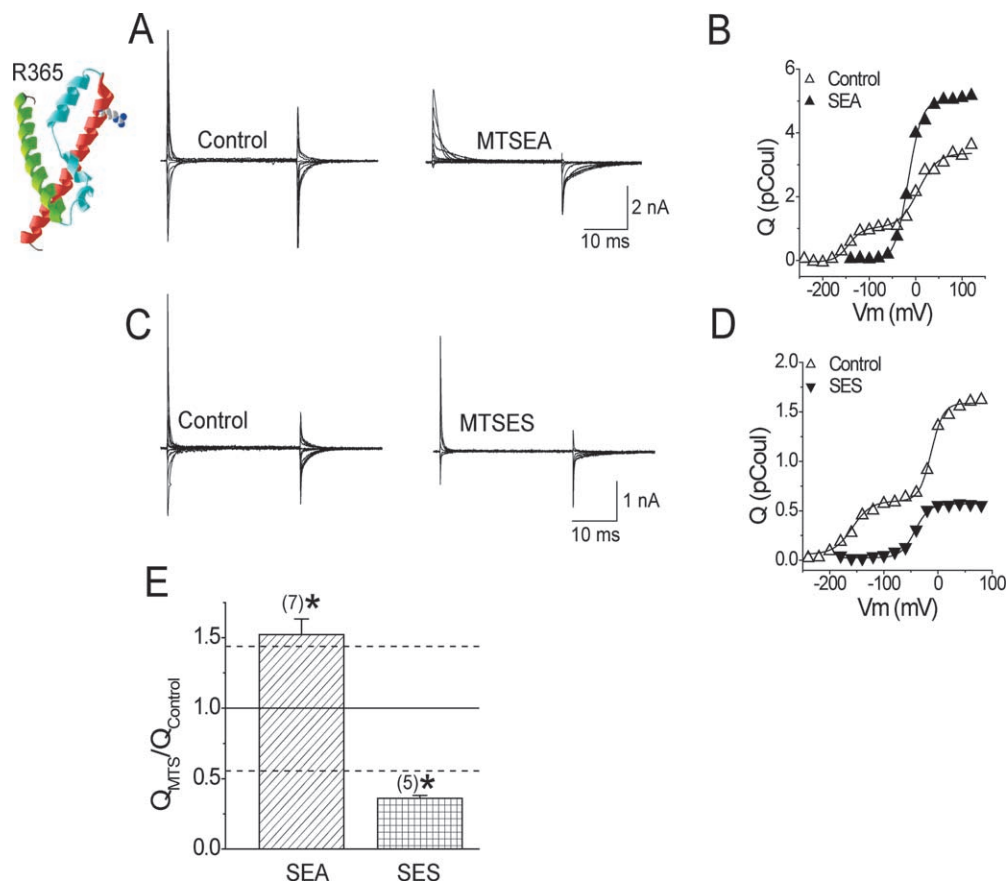 A
R365
Control
MTSEA
2 nA
10 ms
B
Control
SEA
6
4
2
0
Q (pCoul)
-200 -100 0 100
Vm (mV)
C
Control
MTSES
1 nA
10 ms
D
Control
SES
2.0
1.5
1.0
0.5
0.0
Q (pCoul)
-200 -100 0 100
Vm (mV)
E
(7)*
(5)*
1.5
1.0
0.5
0.0
Q_MTS/Q_Control
SEA SES